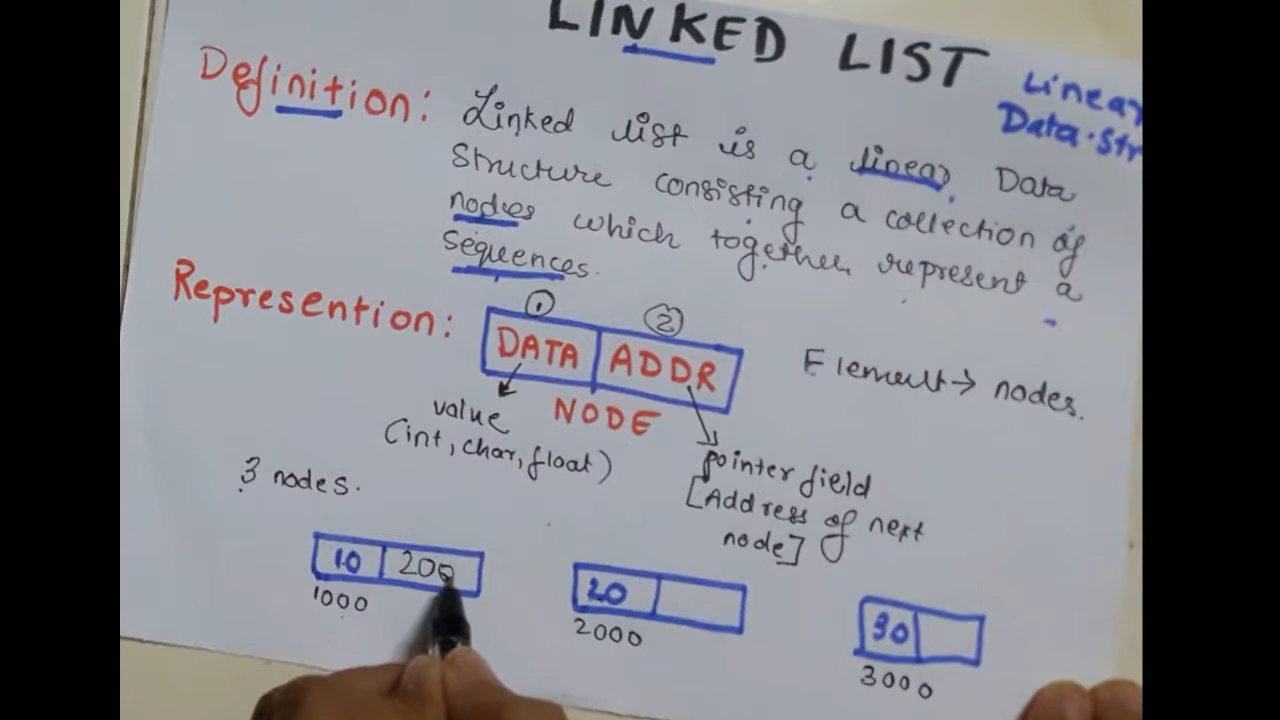 LINKED LIST
Linear
Data.Str
Definition: Linked list is a linear Data
Structure consisting a collection of
nodes which together represent a
sequences.
Represention:
① ②
DATA ADDR
NODE
Element → nodes.
value
(int, char, float)
pointer field
[Address of next
node]
3 nodes.
10 200
1000
20
2000
30
3000